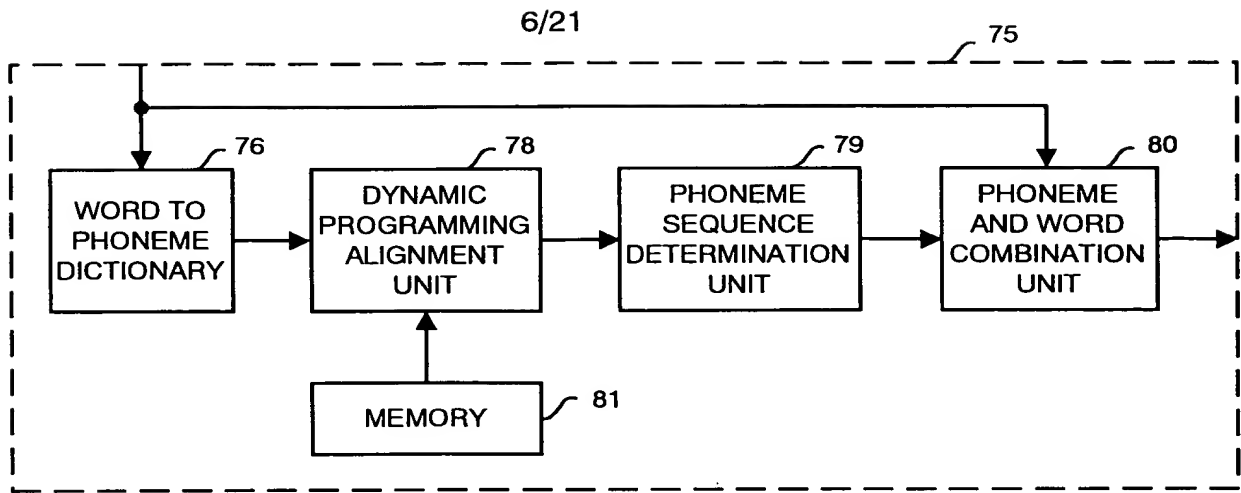 6/21
75
76
WORD TO
PHONEME
DICTIONARY
78
DYNAMIC
PROGRAMMING
ALIGNMENT
UNIT
79
PHONEME
SEQUENCE
DETERMINATION
UNIT
80
PHONEME
AND WORD
COMBINATION
UNIT
MEMORY
81